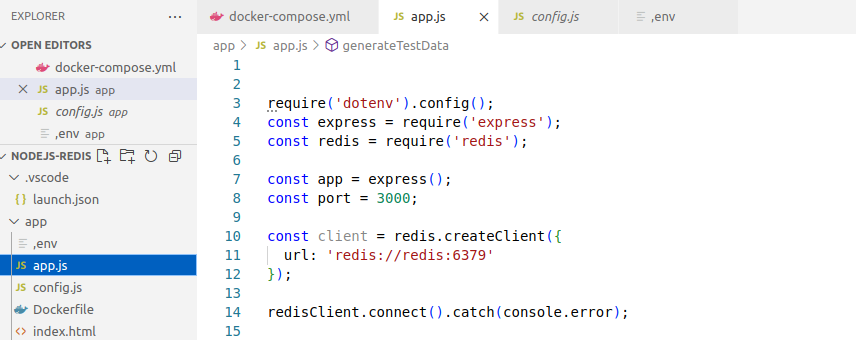 EXPLORER ...
OPEN EDITORS
docker-compose.yml
JS app.js app
JS config.js app
,env app
NODEJS-REDIS
.vscode
{} launch.json
app
,env
JS app.js
JS config.js
Dockerfile
<> index.html
docker-compose.yml
JS app.js
JS config.js
,env
app > JS app.js > generateTestData
1
2
3 require('dotenv').config();
4 const express = require('express');
5 const redis = require('redis');
6
7 const app = express();
8 const port = 3000;
9
10 const client = redis.createClient({
11 url: 'redis://redis:6379'
12 });
13
14 redisClient.connect().catch(console.error);
15